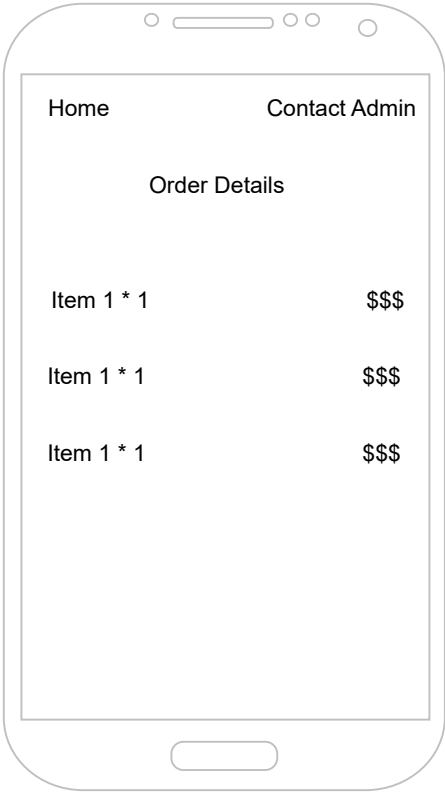 Home Contact Admin
Order Details
Item 1 * 1 $$$
Item 1 * 1 $$$
Item 1 * 1 $$$